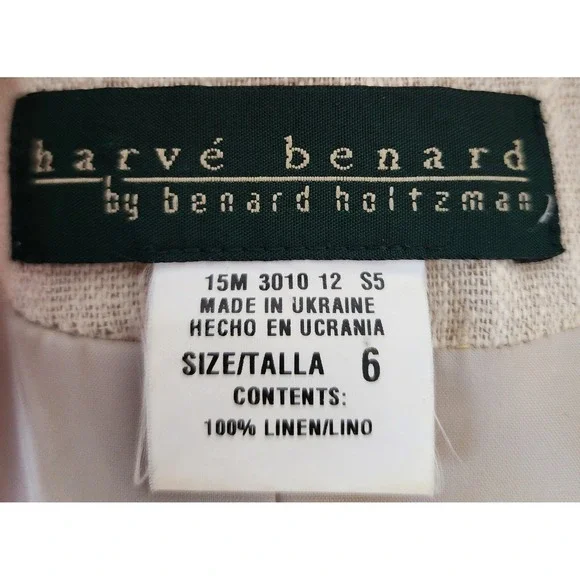 harvé benard
by benard holtzman
15M 3010 12 S5
MADE IN UKRAINE
HECHO EN UCRANIA
SIZE/TALLA 6
CONTENTS:
100% LINEN/LINO